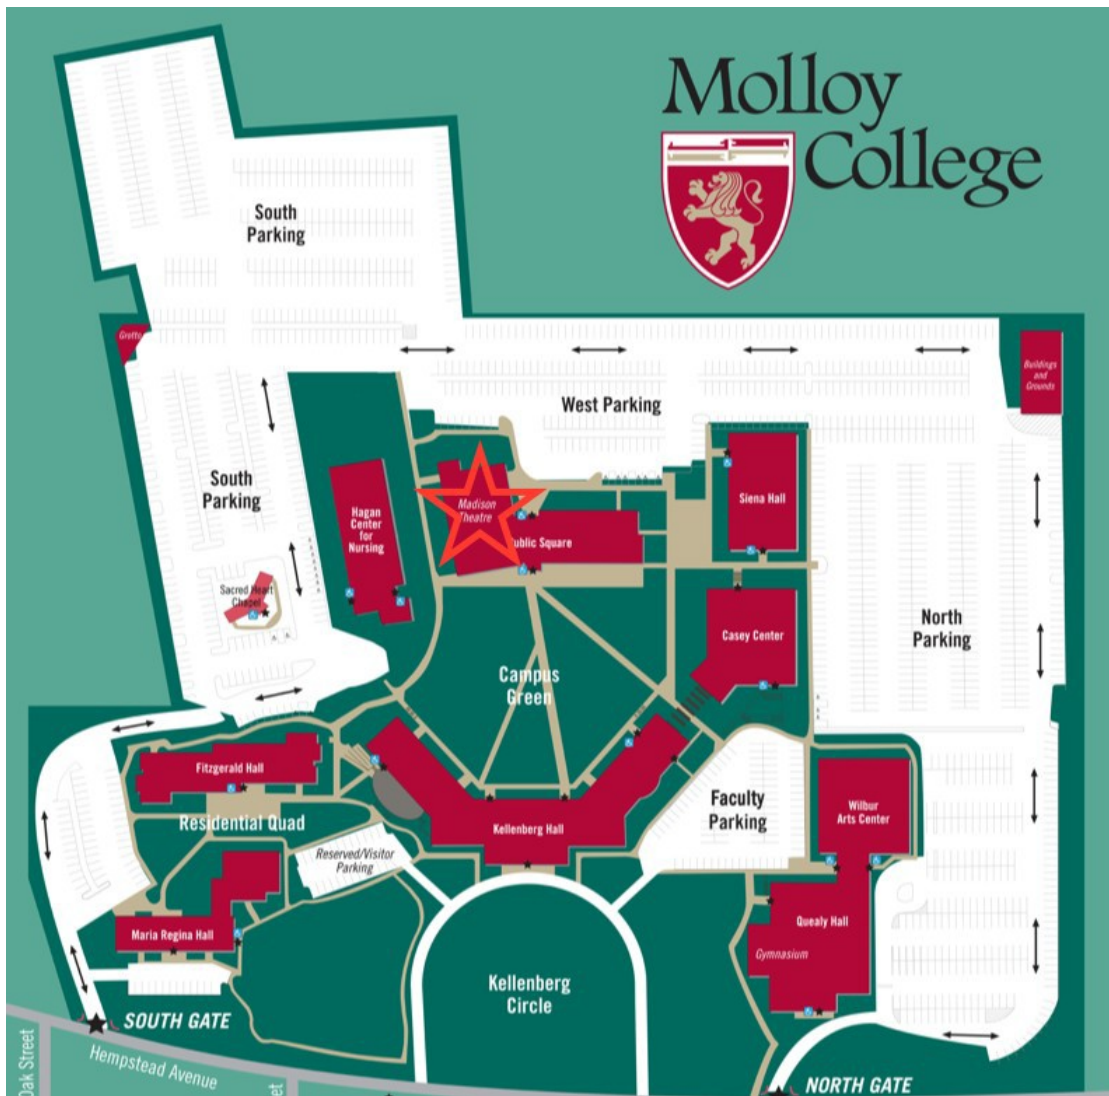 Molloy
College
South
Parking
Grotto
Buildings
and
Grounds
West Parking
South
Parking
Hagan
Center
for
Nursing
Madison
Theatre
Public Square
Siena Hall
Sacred Heart
Chapel
Casey Center
North
Parking
Campus
Green
Fitzgerald Hall
Residential Quad
Reserved/Visitor
Parking
Kellenberg Hall
Faculty
Parking
Wilbur
Arts Center
Maria Regina Hall
Quealy Hall
Gymnasium
Kellenberg
Circle
SOUTH GATE
Hempstead Avenue
Oak Street
NORTH GATE